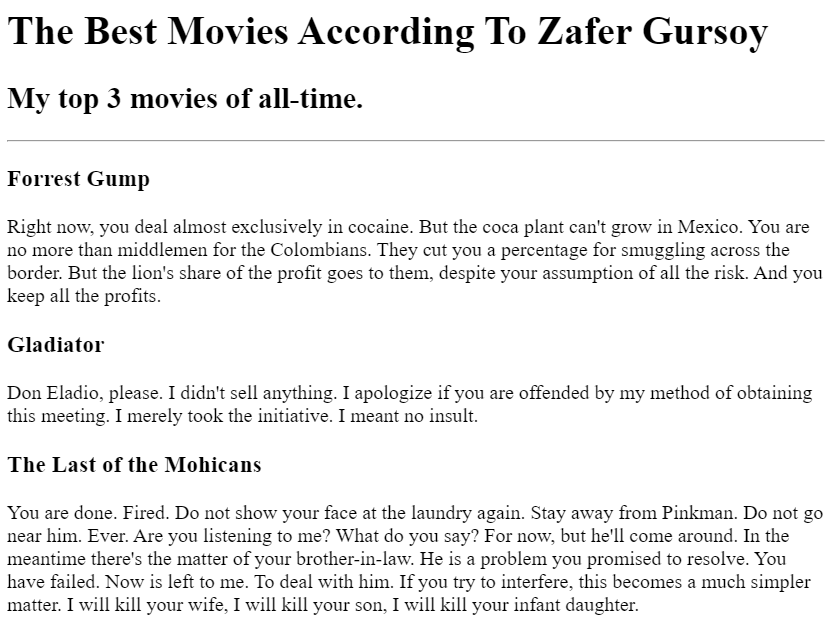 The Best Movies According To Zafer Gursoy
My top 3 movies of all-time.
Forrest Gump
Right now, you deal almost exclusively in cocaine. But the coca plant can't grow in Mexico. You are
no more than middlemen for the Colombians. They cut you a percentage for smuggling across the
border. But the lion's share of the profit goes to them, despite your assumption of all the risk. And you
keep all the profits.
Gladiator
Don Eladio, please. I didn't sell anything. I apologize if you are offended by my method of obtaining
this meeting. I merely took the initiative. I meant no insult.
The Last of the Mohicans
You are done. Fired. Do not show your face at the laundry again. Stay away from Pinkman. Do not go
near him. Ever. Are you listening to me? What do you say? For now, but he'll come around. In the
meantime there's the matter of your brother-in-law. He is a problem you promised to resolve. You
have failed. Now is left to me. To deal with him. If you try to interfere, this becomes a much simpler
matter. I will kill your wife, I will kill your son, I will kill your infant daughter.